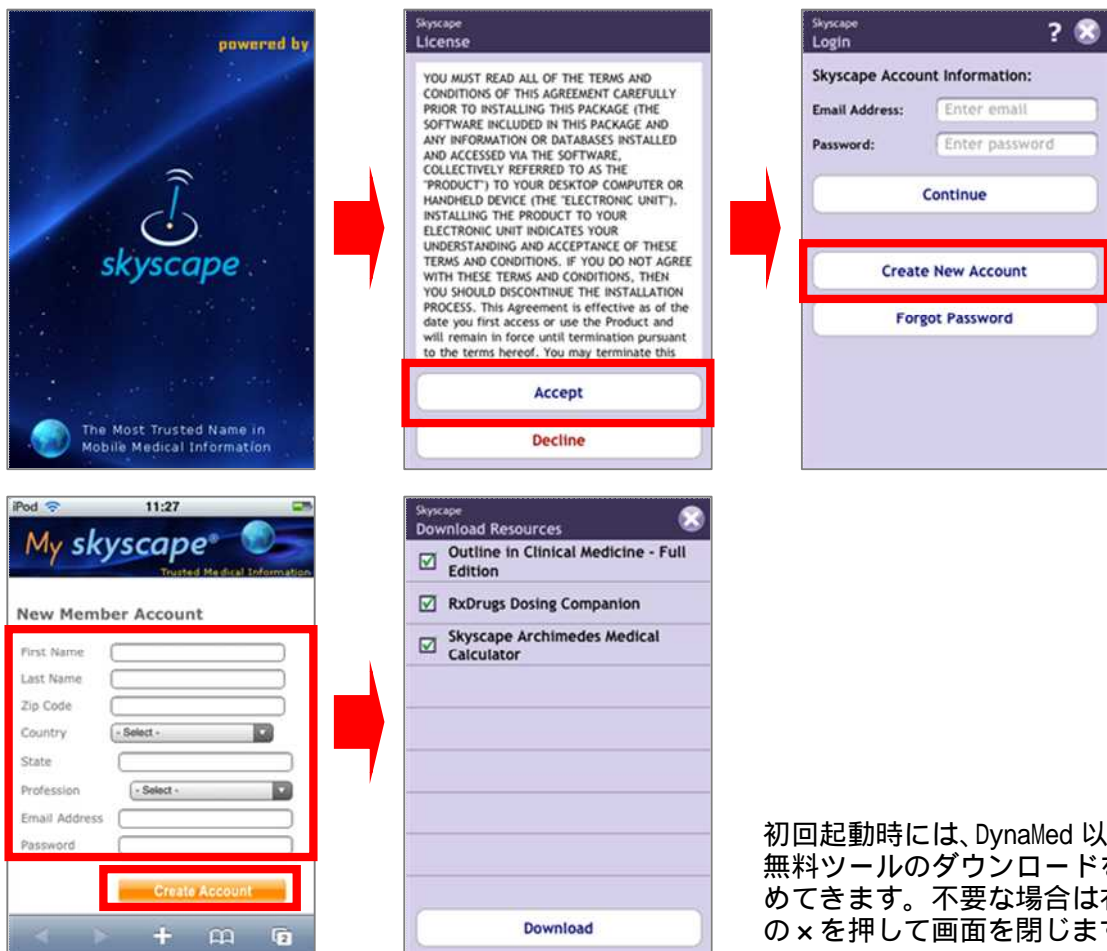 powered by
skyscape
The Most Trusted Name in
Mobile Medical Information
Skyscape
License
YOU MUST READ ALL OF THE TERMS AND
CONDITIONS OF THIS AGREEMENT CAREFULLY
PRIOR TO INSTALLING THIS PACKAGE (THE
SOFTWARE INCLUDED IN THIS PACKAGE AND
ANY INFORMATION OR DATABASES INSTALLED
AND ACCESSED VIA THE SOFTWARE,
COLLECTIVELY REFERRED TO AS THE
"PRODUCT") TO YOUR DESKTOP COMPUTER OR
HANDHELD DEVICE (THE "ELECTRONIC UNIT").
INSTALLING THE PRODUCT TO YOUR
ELECTRONIC UNIT INDICATES YOUR
UNDERSTANDING AND ACCEPTANCE OF THESE
TERMS AND CONDITIONS. IF YOU DO NOT AGREE
WITH THESE TERMS AND CONDITIONS, THEN
YOU SHOULD DISCONTINUE THE INSTALLATION
PROCESS. This Agreement is effective as of the
date you first access or use the Product and
will remain in force until termination pursuant
to the terms hereof. You may terminate this
Accept
Decline
Skyscape
Login
?
Skyscape Account Information:
Email Address: Enter email
Password: Enter password
Continue
Create New Account
Forgot Password
iPod 11:27
My skyscape®
Trusted Medical Information
New Member Account
First Name
Last Name
Zip Code
Country - Select -
State
Profession - Select -
Email Address
Password
Create Account
2
Skyscape
Download Resources
Outline in Clinical Medicine - Full
Edition
RxDrugs Dosing Companion
Skyscape Archimedes Medical
Calculator
Download
初回起動時には、DynaMed 以
無料ツールのダウンロードを
めてきます。不要な場合は右
の×を押して画面を閉じます